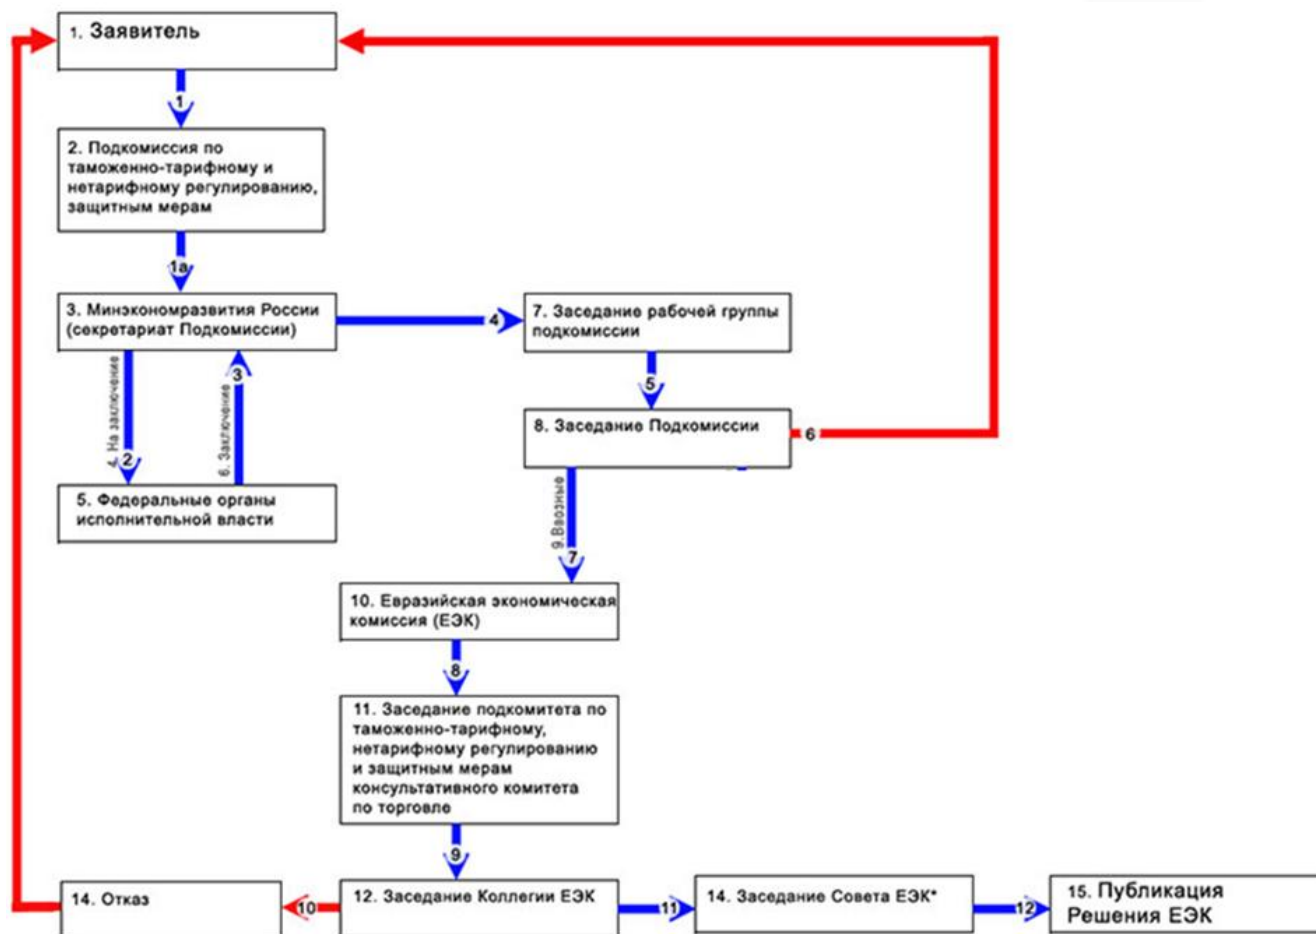 1. Заявитель
1
2. Подкомиссия по
таможенно-тарифному и
нетарифному регулированию,
защитным мерам
1а
3. Минэкономразвития России
(секретариат Подкомиссии)
4
7. Заседание рабочей группы
подкомиссии
4. На заключение
2
6. Заключение
3
5
8. Заседание Подкомиссии
6
5. Федеральные органы
исполнительной власти
9. Ввозные
7
10. Евразийская экономическая
комиссия (ЕЭК)
8
11. Заседание подкомитета по
таможенно-тарифному,
нетарифному регулированию
и защитным мерам
консультативного комитета
по торговле
9
14. Отказ
10
12. Заседание Коллегии ЕЭК
11
14. Заседание Совета ЕЭК*
12
15. Публикация
Решения ЕЭК